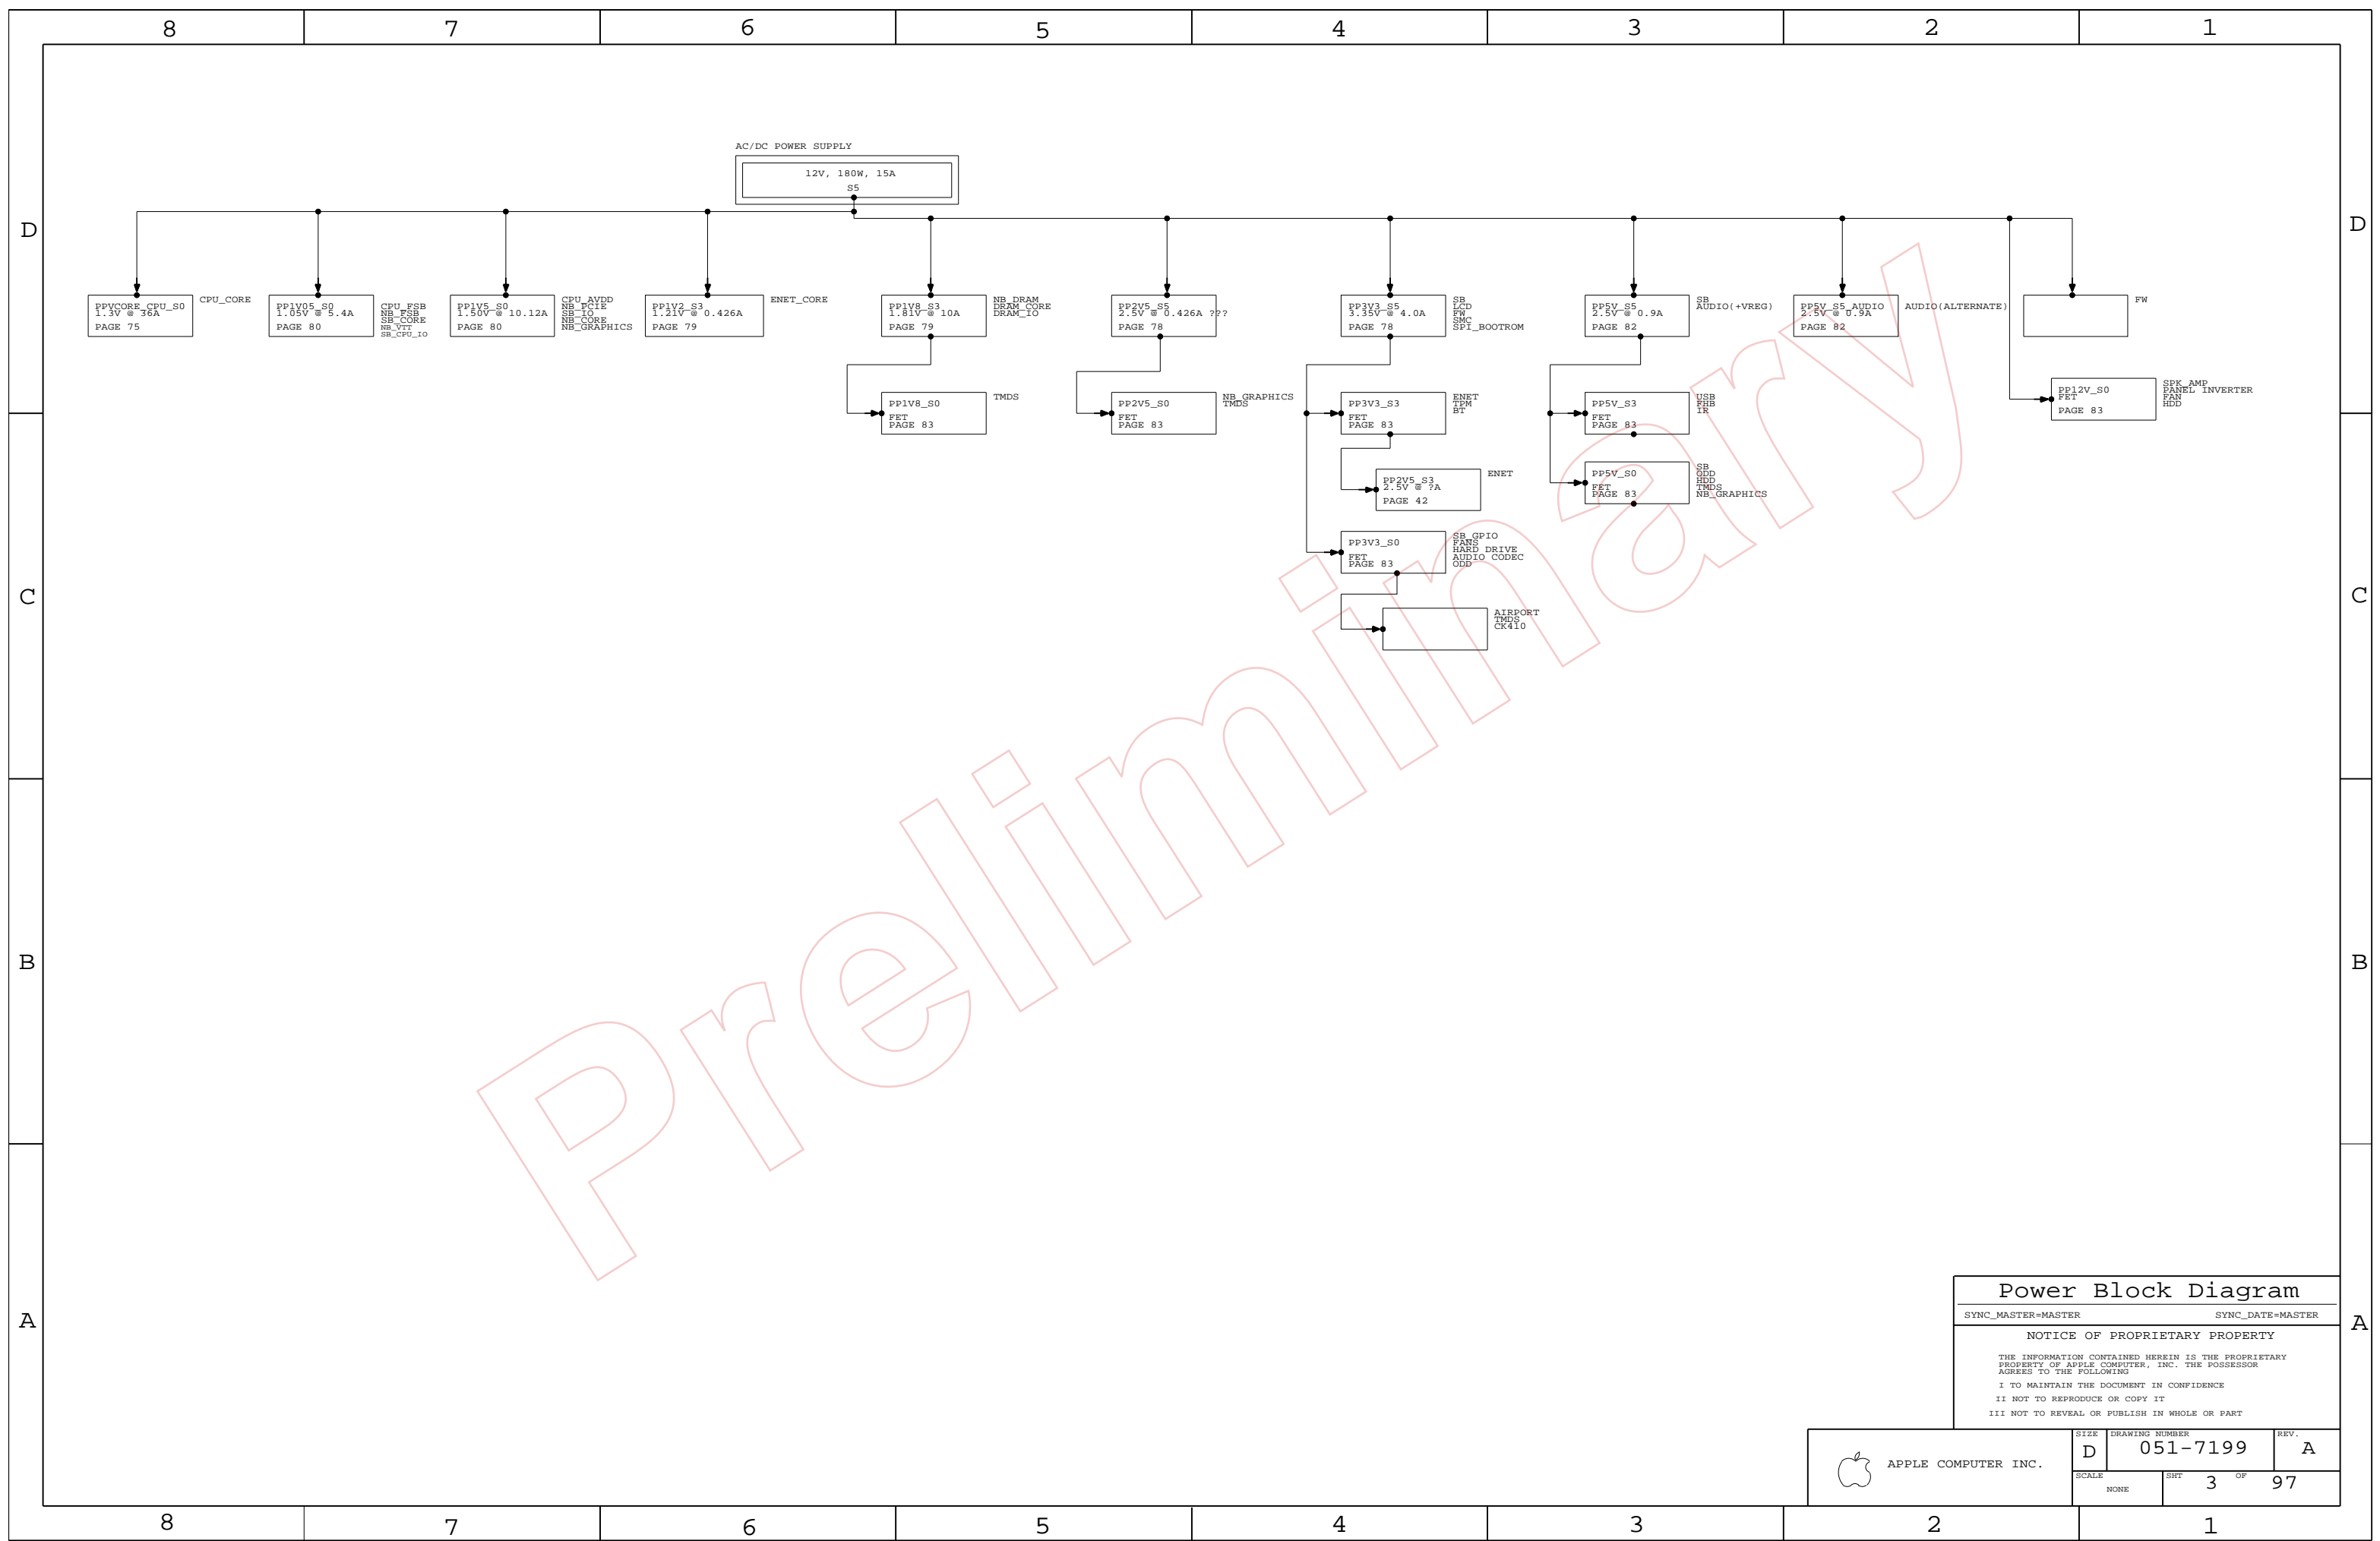 8 7 6 5 4 3 2 1
AC/DC POWER SUPPLY
12V, 180W, 15A
S5
D
D
PPVCORE_CPU_S0
1.3V @ 36A
PAGE 75
CPU_CORE
PP1V05_S0
1.05V @ 5.4A
PAGE 80
CPU_FSB
NB_FSB
SB_CORE
NB_VTT
SB_CPU_IO
PP1V5_S0
1.50V @ 10.12A
PAGE 80
CPU_AVDD
NB_PCIE
SB_IO
NB_CORE
NB_GRAPHICS
PP1V2_S3
1.21V @ 0.426A
PAGE 79
ENET_CORE
PP1V8_S3
1.81V @ 10A
PAGE 79
NB_DRAM
DRAM_CORE
DRAM_IO
PP2V5_S5
2.5V @ 0.426A ???
PAGE 78
PP3V3_S5
3.35V @ 4.0A
PAGE 78
SB
LCD
FW
SMC
SPI_BOOTROM
PP5V_S5
2.5V @ 0.9A
PAGE 82
SB
AUDIO(+VREG)
PP5V_S5_AUDIO
2.5V @ 0.9A
PAGE 82
AUDIO(ALTERNATE)
FW
PP1V8_S0
FET
PAGE 83
TMDS
PP2V5_S0
FET
PAGE 83
NB_GRAPHICS
TMDS
PP3V3_S3
FET
PAGE 83
ENET
TPM
BT
PP5V_S3
FET
PAGE 83
USB
FHB
IR
PP12V_S0
FET
PAGE 83
SPK_AMP
PANEL INVERTER
FAN
HDD
PP2V5_S3
2.5V @ ?A
PAGE 42
ENET
PP5V_S0
FET
PAGE 83
SB
ODD
HDD
TMDS
NB_GRAPHICS
PP3V3_S0
FET
PAGE 83
SB_GPIO
FANS
HARD DRIVE
AUDIO CODEC
ODD
AIRPORT
TMDS
CK410
C
C
Preliminary
B
B
A
A
Power Block Diagram
SYNC_MASTER=MASTER SYNC_DATE=MASTER
NOTICE OF PROPRIETARY PROPERTY
THE INFORMATION CONTAINED HEREIN IS THE PROPRIETARY
PROPERTY OF APPLE COMPUTER, INC. THE POSSESSOR
AGREES TO THE FOLLOWING
I TO MAINTAIN THE DOCUMENT IN CONFIDENCE
II NOT TO REPRODUCE OR COPY IT
III NOT TO REVEAL OR PUBLISH IN WHOLE OR PART
APPLE COMPUTER INC.
SIZE
D
DRAWING NUMBER
051-7199
REV.
A
SCALE
NONE
SHT 3 OF 97
8 7 6 5 4 3 2 1